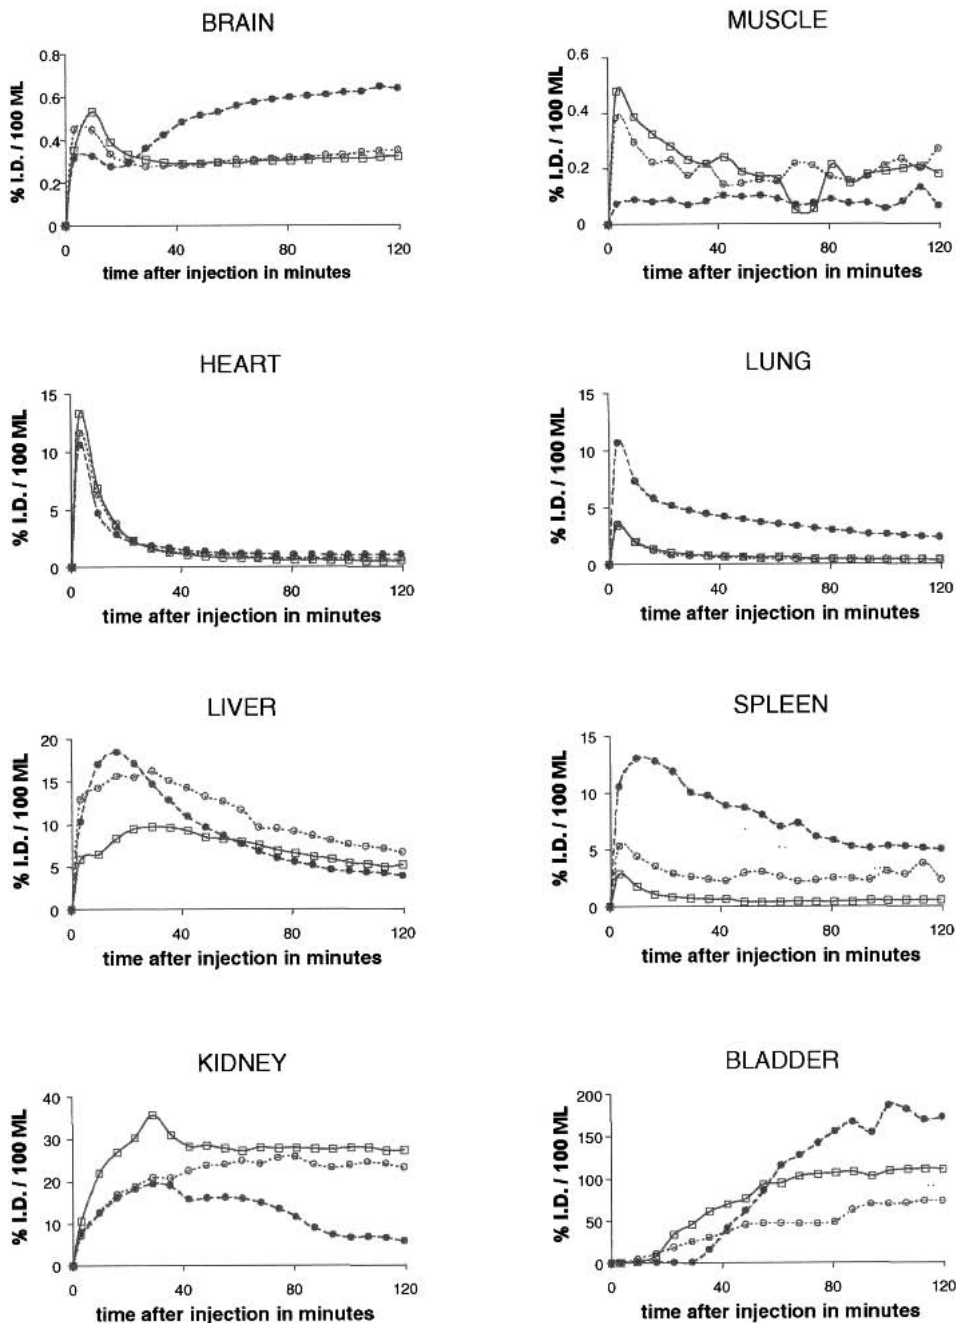 BRAIN
% I.D. / 100 ML
0.8
0.6
0.4
0.2
0
0 40 80 120
time after injection in minutes
MUSCLE
% I.D. / 100 ML
0.6
0.4
0.2
0
0 40 80 120
time after injection in minutes
HEART
% I.D. / 100 ML
15
10
5
0
0 40 80 120
time after injection in minutes
LUNG
% I.D. / 100 ML
15
10
5
0
0 40 80 120
time after injection in minutes
LIVER
% I.D. / 100 ML
20
15
10
5
0
0 40 80 120
time after injection in minutes
SPLEEN
% I.D. / 100 ML
15
10
5
0
0 40 80 120
time after injection in minutes
KIDNEY
% I.D. / 100 ML
40
30
20
10
0
0 40 80 120
time after injection in minutes
BLADDER
% I.D. / 100 ML
200
150
100
50
0
0 40 80 120
time after injection in minutes